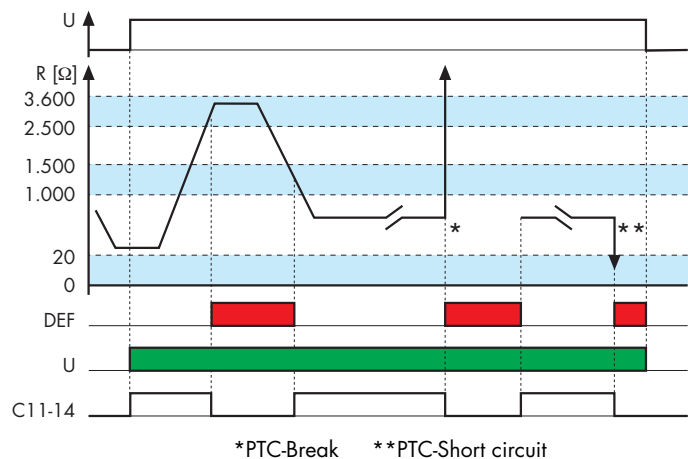 U
R [Ω]
3.600
2.500
1.500
1.000
* **
20
0
DEF
U
C11-14
*PTC-Break **PTC-Short circuit